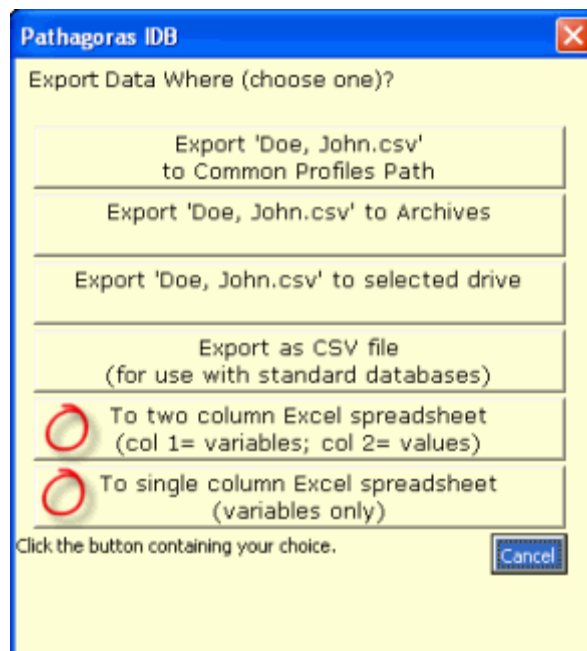 Pathagoras IDB
Export Data Where (choose one)?
Export 'Doe, John.csv'
to Common Profiles Path
Export 'Doe, John.csv' to Archives
Export 'Doe, John.csv' to selected drive
Export as CSV file
(for use with standard databases)
To two column Excel spreadsheet
(col 1= variables; col 2= values)
To single column Excel spreadsheet
(variables only)
Click the button containing your choice.
Cancel